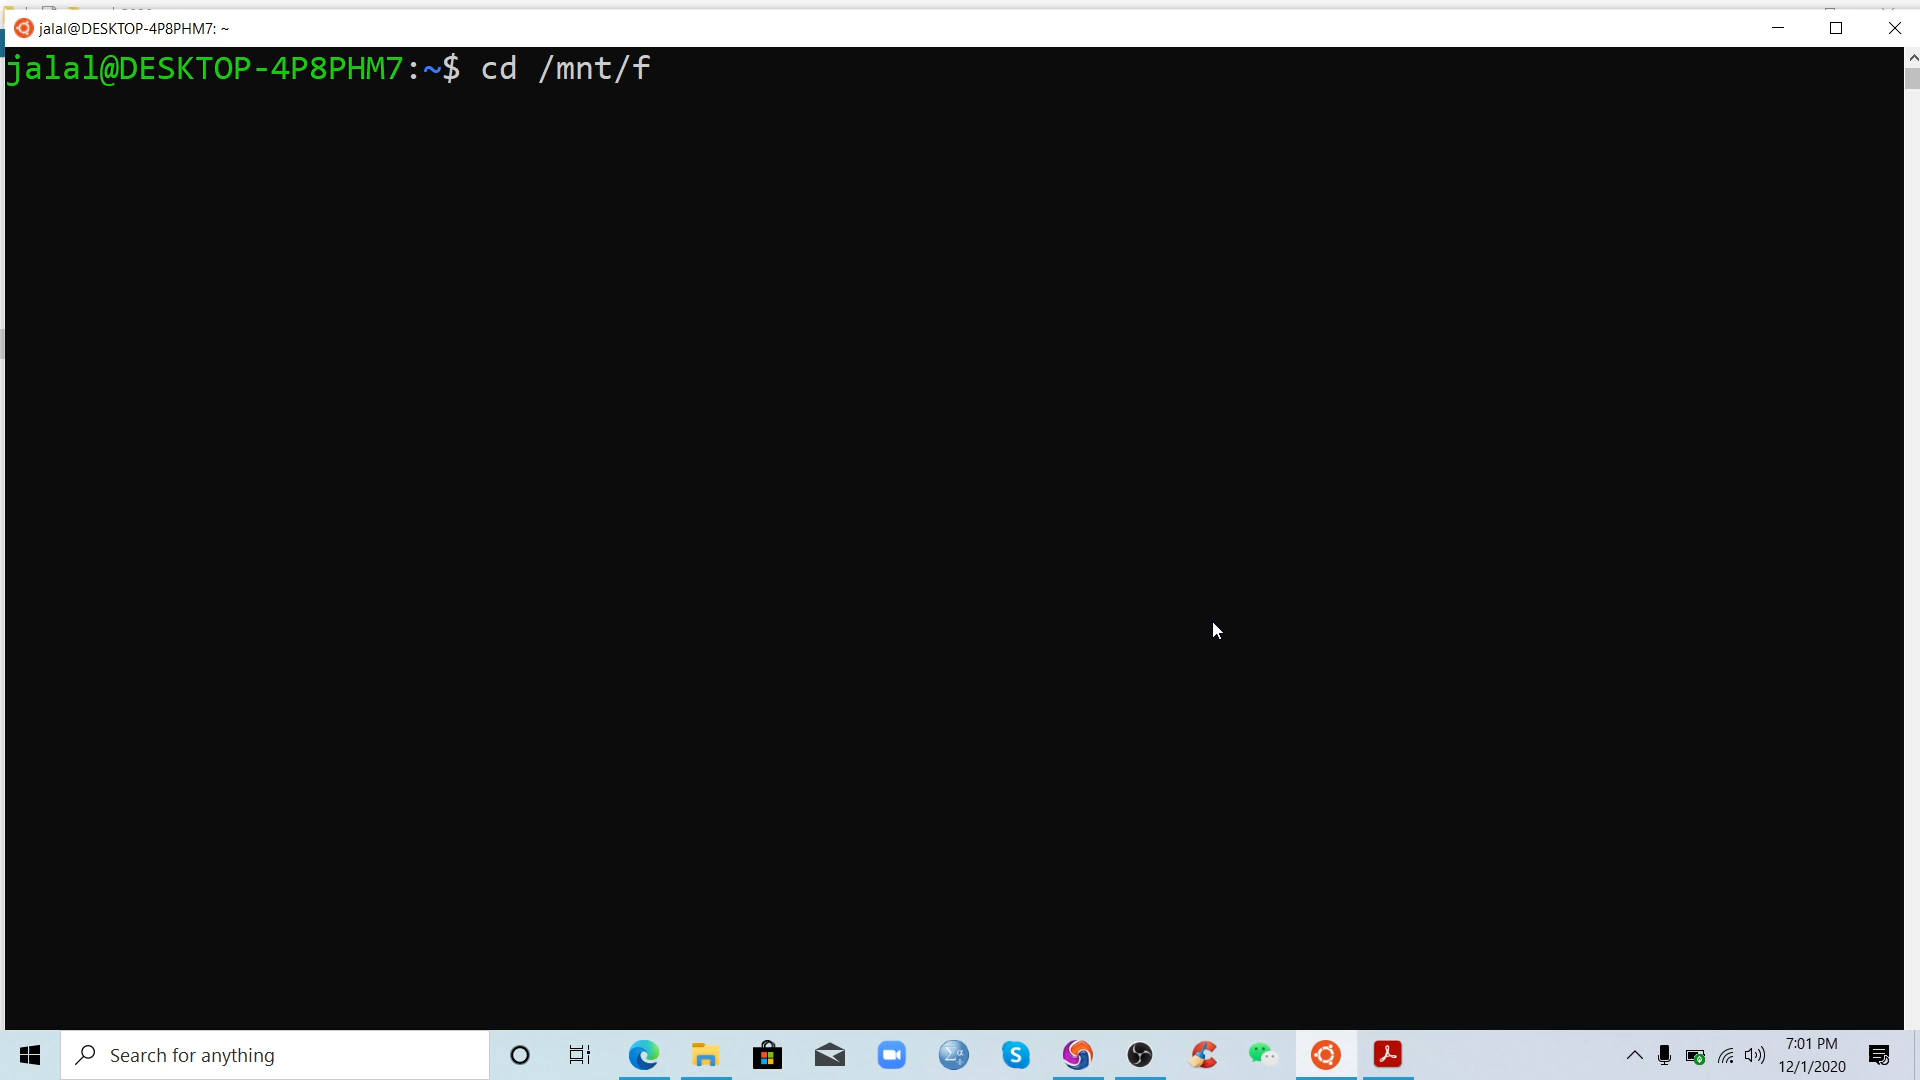 jalal@DESKTOP-4P8PHM7: ~
jalal@DESKTOP-4P8PHM7:~$ cd /mnt/f
Search for anything
7:01 PM
12/1/2020